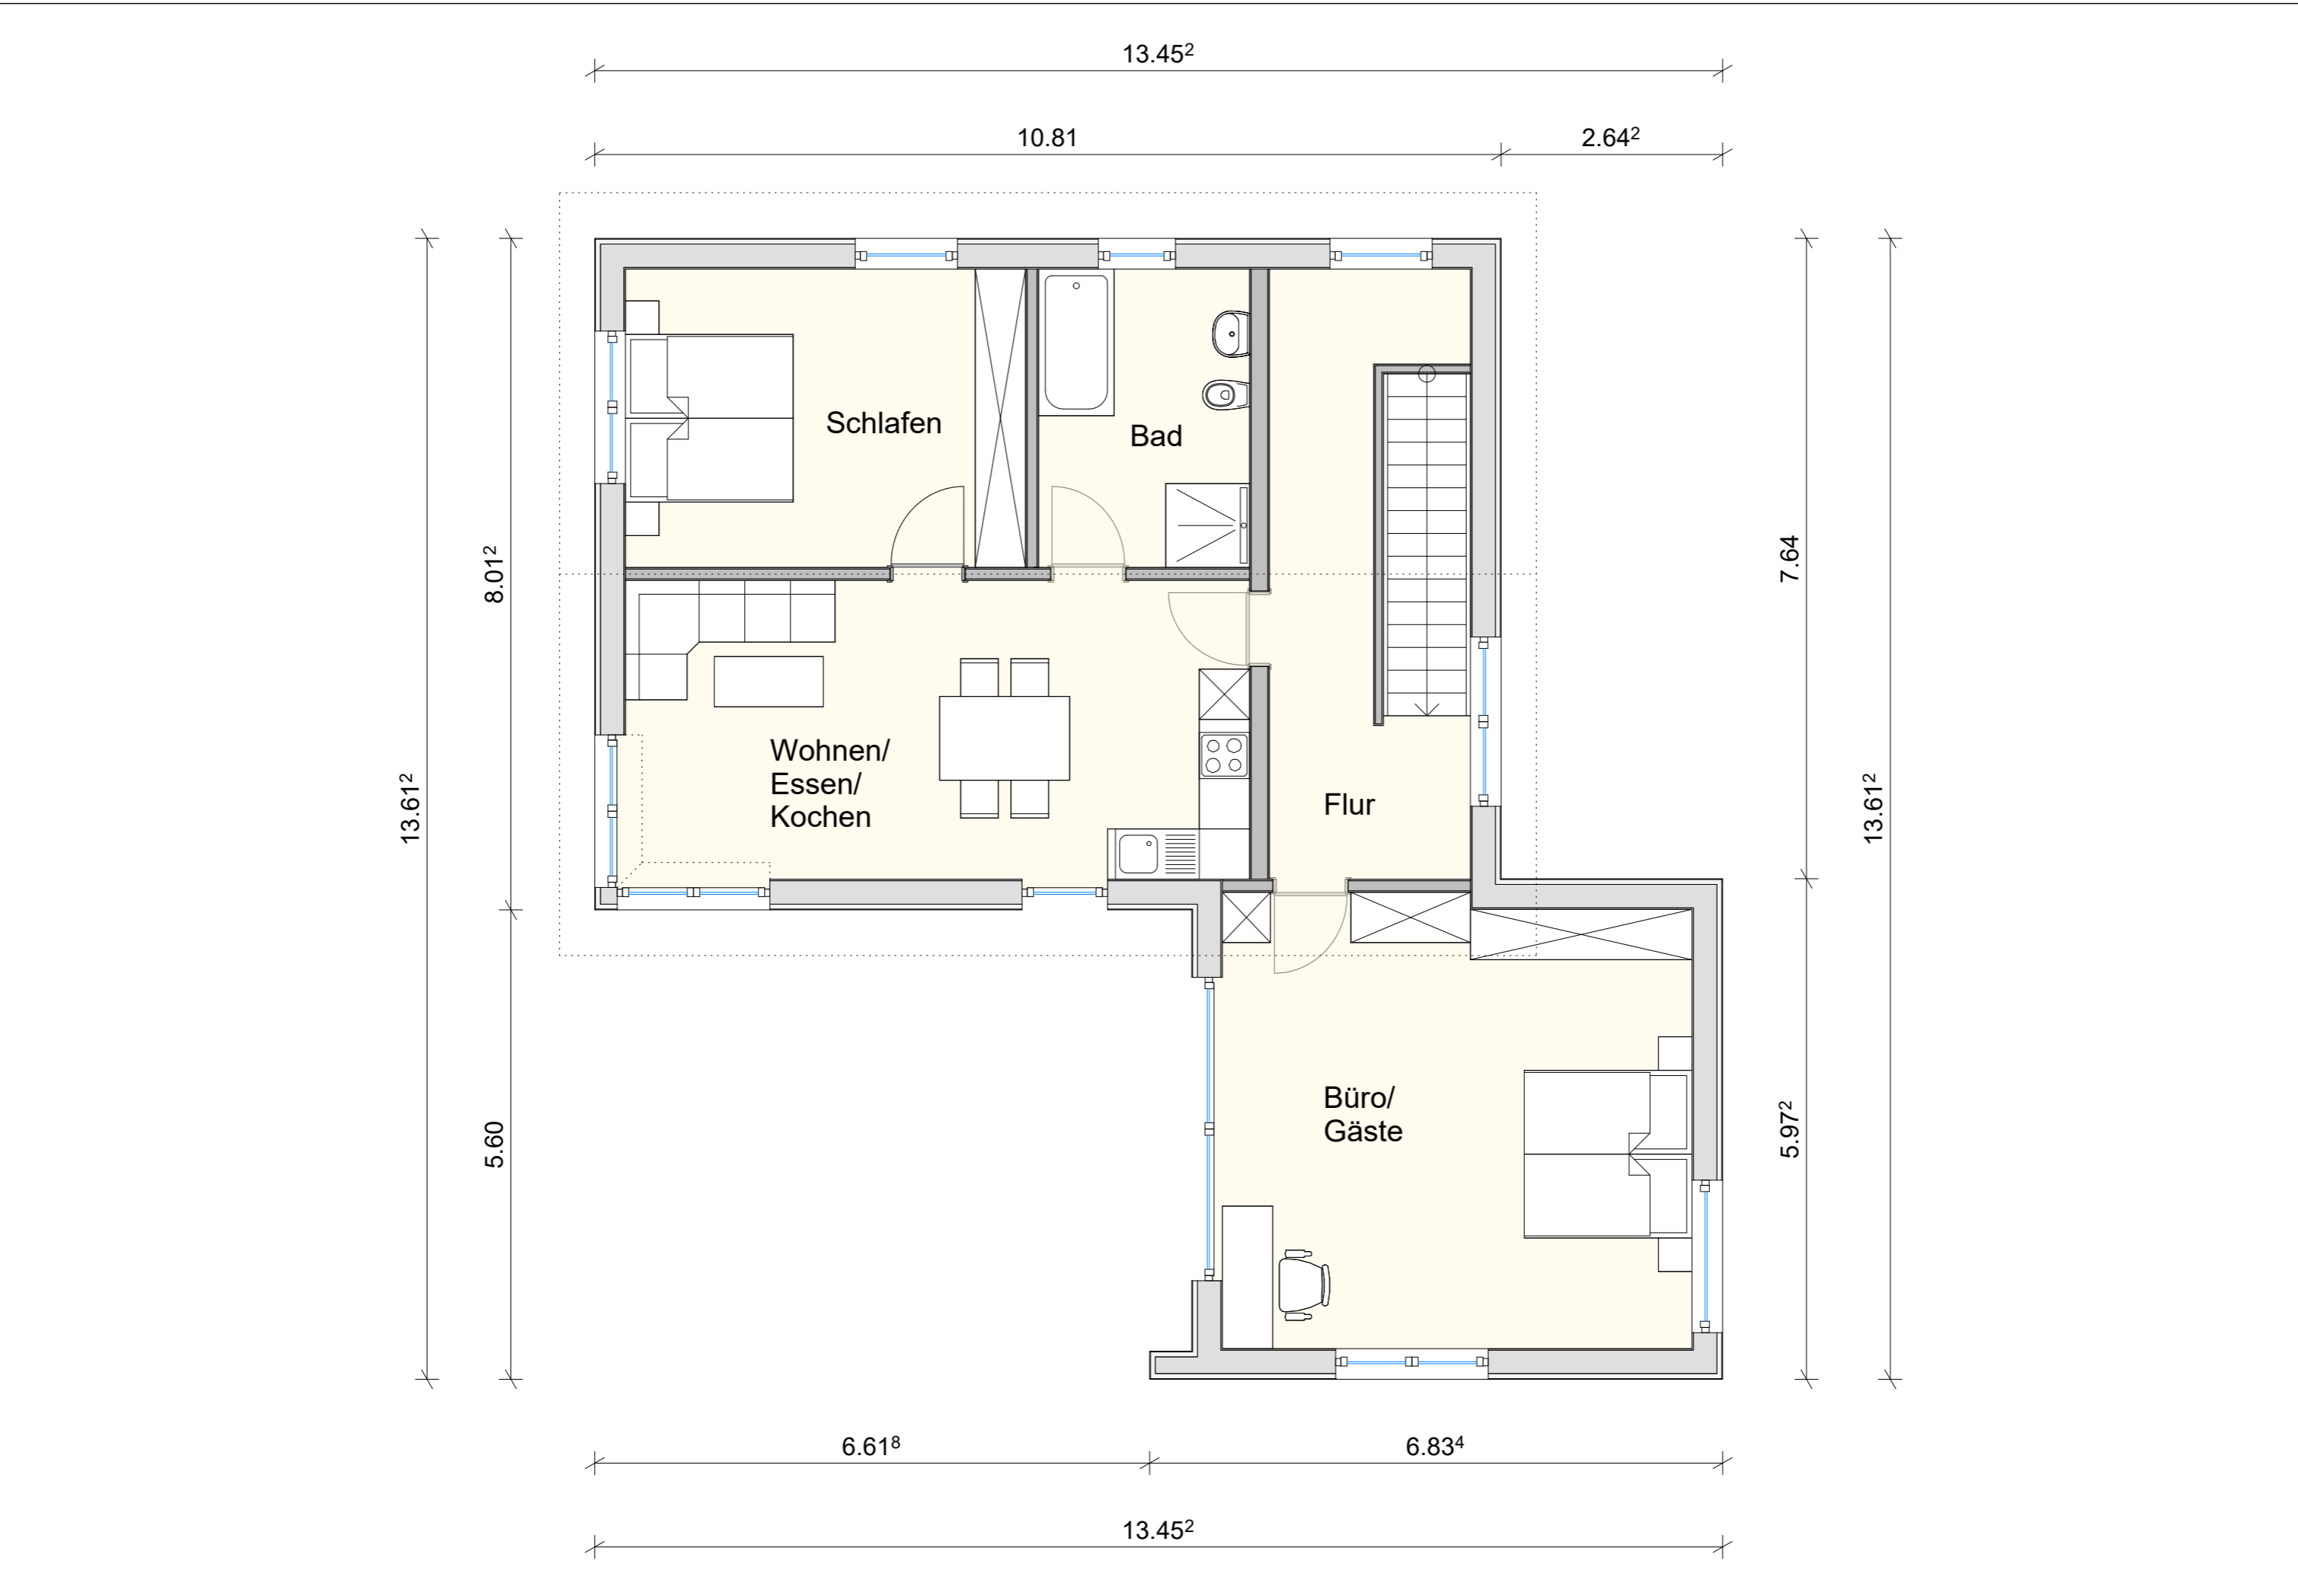 13.45²
10.81
2.64²
Schlafen
Bad
8.01²
7.64
Wohnen/
Essen/
Kochen
Flur
13.61²
13.61²
Büro/
Gäste
5.60
5.97²
6.61⁸
6.83⁴
13.45²